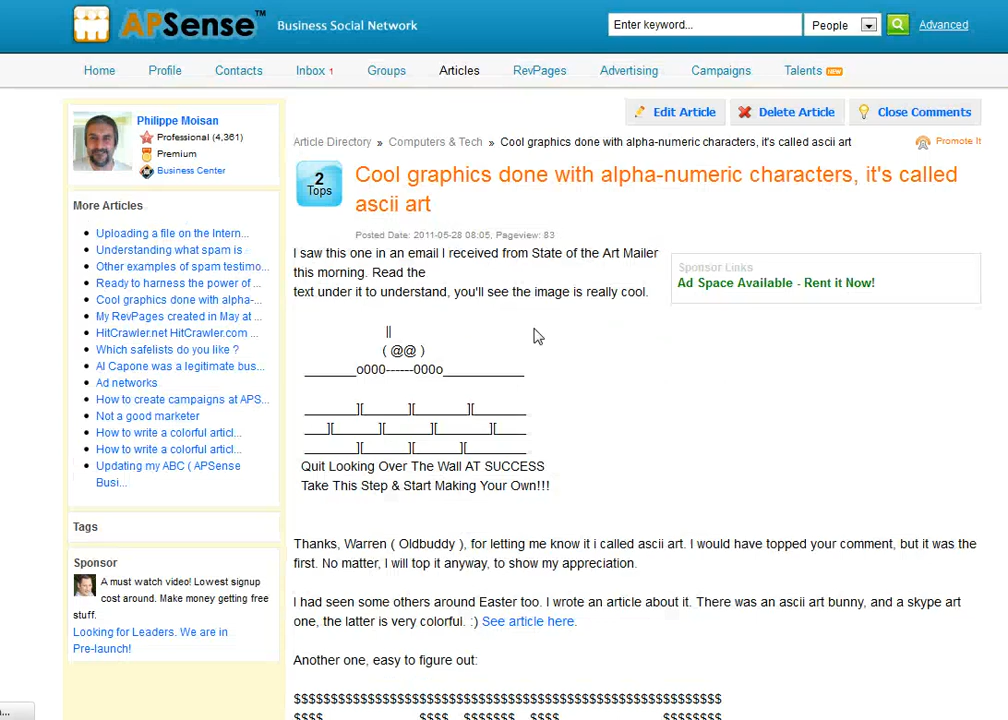 APSense™ Business Social Network Enter keyword... People Advanced
Home Profile Contacts Inbox 1 Groups Articles RevPages Advertising Campaigns Talents NEW
Philippe Moisan
Professional (4,361)
Premium
Business Center
More Articles
Uploading a file on the Intern...
Understanding what spam is
Other examples of spam testimo...
Ready to harness the power of ...
Cool graphics done with alpha-...
My RevPages created in May at ...
HitCrawler.net HitCrawler.com ...
Which safelists do you like ?
Al Capone was a legitimate bus...
Ad networks
How to create campaigns at APS...
Not a good marketer
How to write a colorful articl...
How to write a colorful articl...
Updating my ABC ( APSense
Busi...
Tags
Sponsor
A must watch video! Lowest signup
cost around. Make money getting free
stuff.
Looking for Leaders. We are in
Pre-launch!
Edit Article Delete Article Close Comments
Article Directory » Computers & Tech » Cool graphics done with alpha-numeric characters, it's called ascii art Promote It
2
Tops
Cool graphics done with alpha-numeric characters, it's called
ascii art
Posted Date: 2011-05-28 08:05, Pageview: 83
I saw this one in an email I received from State of the Art Mailer
this morning. Read the
text under it to understand, you'll see the image is really cool.
Sponsor Links
Ad Space Available - Rent it Now!
||
( @@ )
________o000------000o____________
________][_______][________][________
___][_______][_______][_________][_____
________][_______][_______][_________
Quit Looking Over The Wall AT SUCCESS
Take This Step & Start Making Your Own!!!
Thanks, Warren ( Oldbuddy ), for letting me know it i called ascii art. I would have topped your comment, but it was the
first. No matter, I will top it anyway, to show my appreciation.
I had seen some others around Easter too. I wrote an article about it. There was an ascii art bunny, and a skype art
one, the latter is very colorful. :) See article here.
Another one, easy to figure out:
$$$$$$$$$$$$$$$$$$$$$$$$$$$$$$$$$$$$$$$$$$$$$$$$$$$$$$$$$$
$$$$ $$$$ $$$$$$$ $$$$ $$$$$$$$